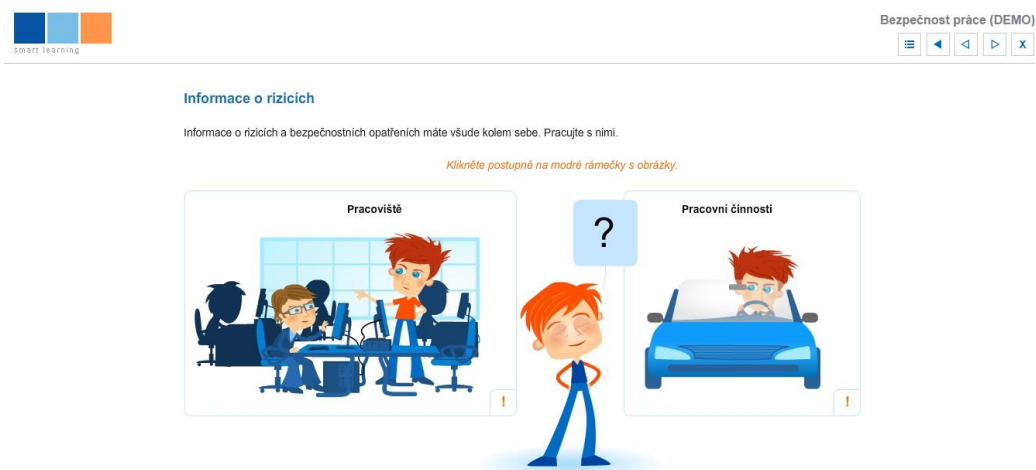 smart learning
Bezpečnost práce (DEMO)
X
Informace o rizicích
Informace o rizicích a bezpečnostních opatřeních máte všude kolem sebe. Pracujte s nimi.
Klikněte postupně na modré rámečky s obrázky.
Pracoviště
?
Pracovní činnosti
!
!